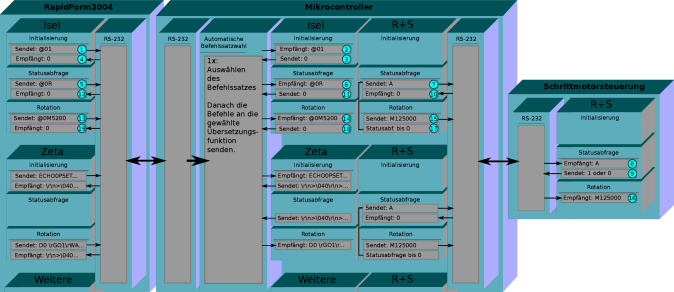 RapidForm2004
Isel
Initialisierung
Sendet: @01
1
Empfängt: 0
4
Statusabfrage
Sendet: @0R
5
Empfängt: 0
12
Rotation
Sendet: @0M5200
13
Empfängt: 0
Zeta
Initialisierung
Sendet: ECHO0PSET...
Empfängt: \r\n>\040...
Statusabfrage
Rotation
Sendet: D0 \rGO1\rWA...
Empfängt: \r\n>\040...
Weitere
RS-232
Mikrocontroller
RS-232
Automatische
Befehlssatzwahl
1x:
Auswählen
des
Befehlssatzes
Danach die
Befehle an die
gewählte
Übersetzungs-
funktion
senden.
Isel
Initialisierung
Empfängt: @01
2
Sendet: 0
3
Statusabfrage
Empfängt: @0R
6
Sendet: 0
11
Rotation
Empfängt: @0M5200
14
Sendet: 0
18
Zeta
Initialisierung
Empfängt: ECHO0PSET...
Sendet: \r\n>\040...
Statusabfrage
Sendet: \r\n>\040\r\n>...
Rotation
Empfängt: D0 \rGO1\r...
Weitere
R+S
Initialisierung
Statusabfrage
Sendet: A
7
Empfängt: 0
10
Rotation
Sendet: M125000
15
Statusabf. bis 0
17
R+S
Initialisierung
Statusabfrage
Sendet: A
Empfängt: 0
Rotation
Sendet: M125000
Statusabfrage bis 0
R+S
RS-232
Schrittmotorsteuerung
RS-232
R+S
Initialisierung
Statusabfrage
Empfängt: A
8
Sendet: 1 oder 0
9
Rotation
Empfängt: M125000
16